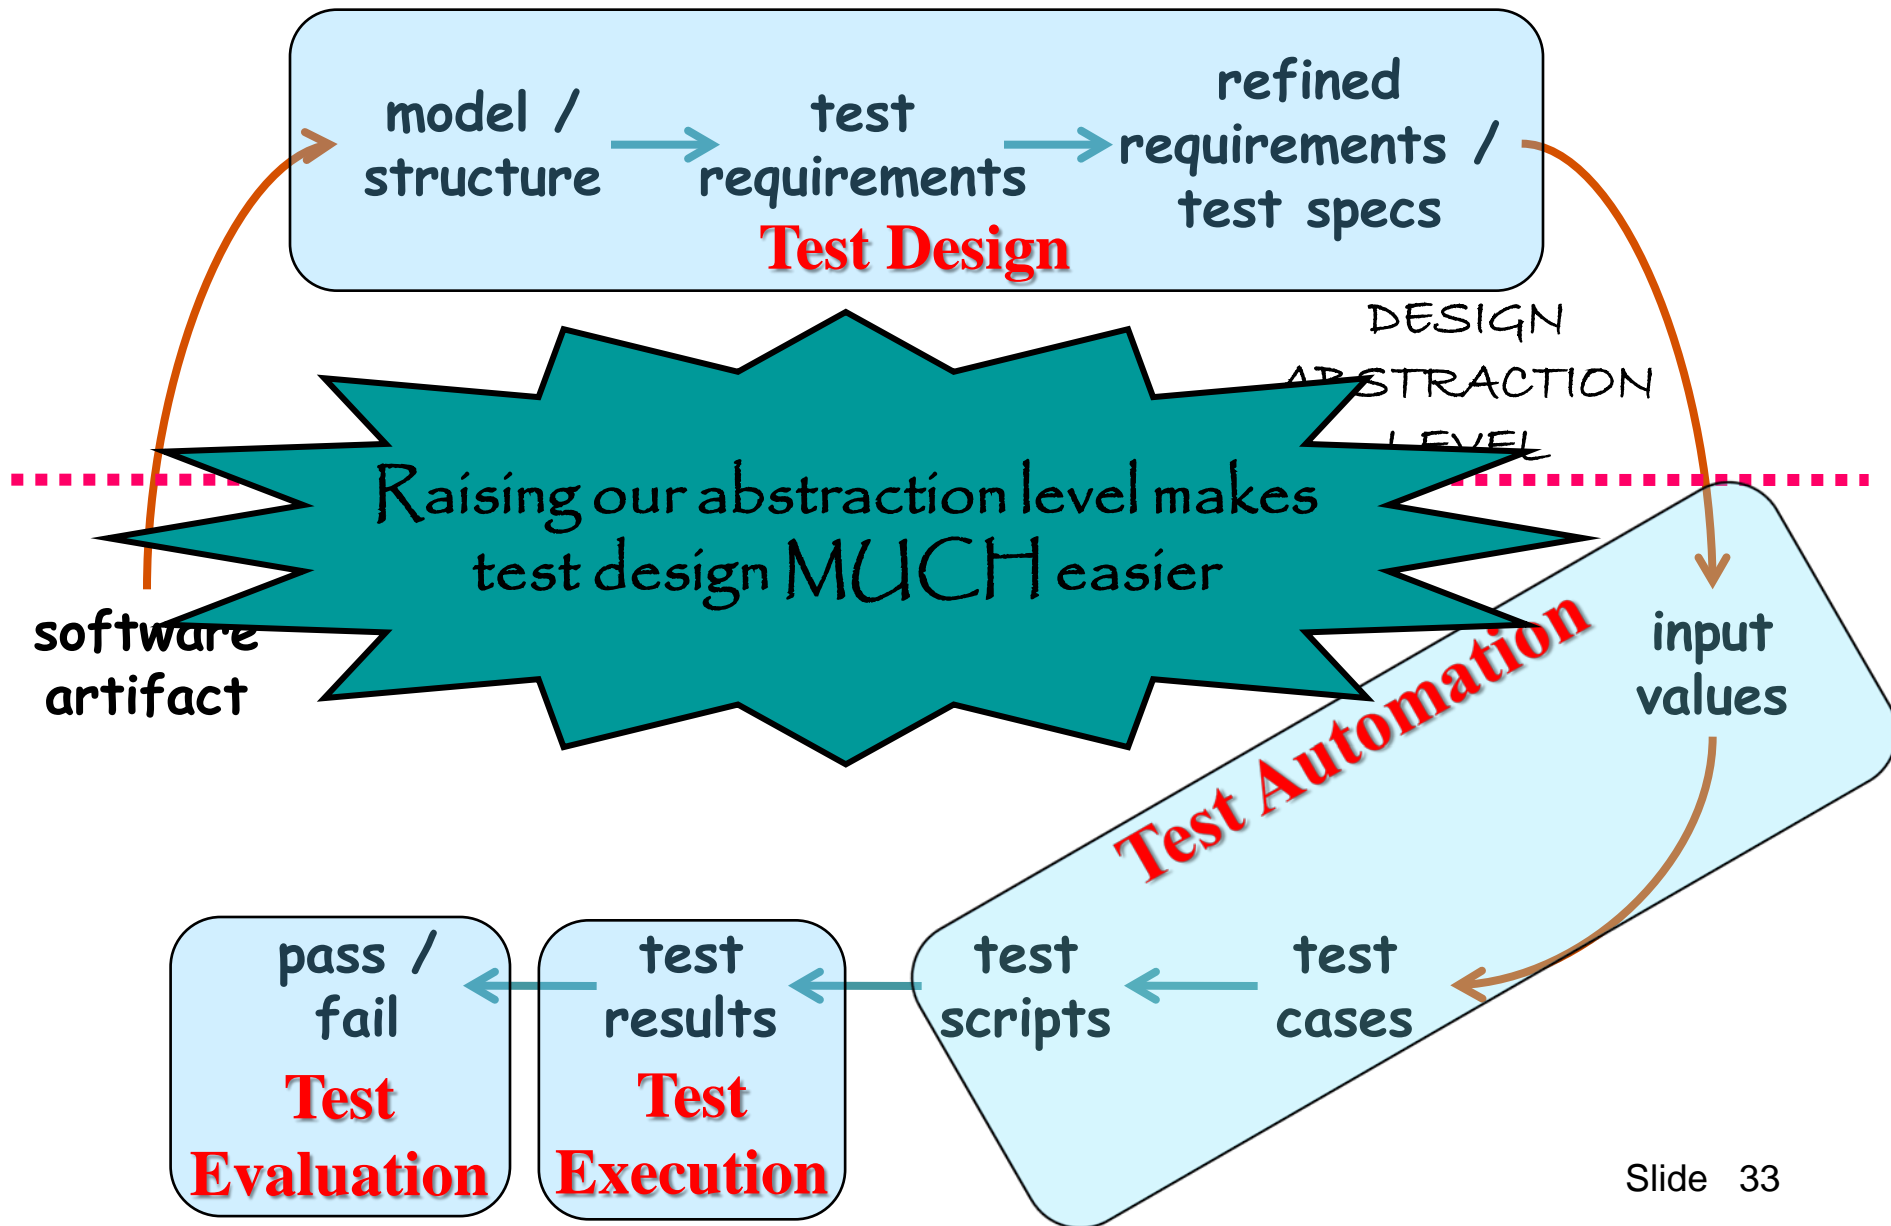 model /
structure
test
requirements
refined
requirements /
test specs
Test Design
DESIGN
ABSTRACTION
LEVEL
Raising our abstraction level makes
test design MUCH easier
software
artifact
input
values
Test Automation
test
cases
test
scripts
test
results
Test
Execution
pass /
fail
Test
Evaluation
Slide 33